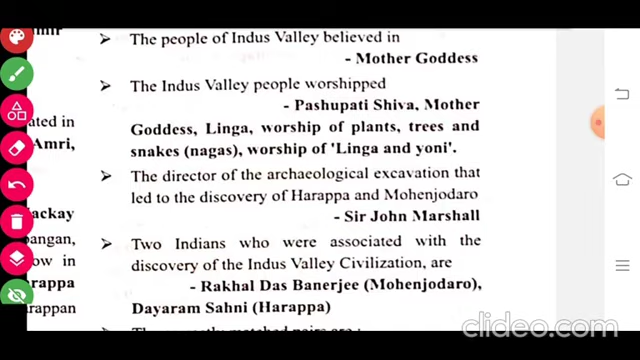 The people of Indus Valley believed in
- Mother Goddess
The Indus Valley people worshipped
- Pashupati Shiva, Mother
Goddess, Linga, worship of plants, trees and
snakes (nagas), worship of 'Linga and yoni'.
The director of the archaeological excavation that
led to the discovery of Harappa and Mohenjodaro
- Sir John Marshall
Two Indians who were associated with the
discovery of the Indus Valley Civilization, are
- Rakhal Das Banerjee (Mohenjodaro),
Dayaram Sahni (Harappa)
ated in
Amri,
pangan,
ow in
arappa
arappan
clideo.com